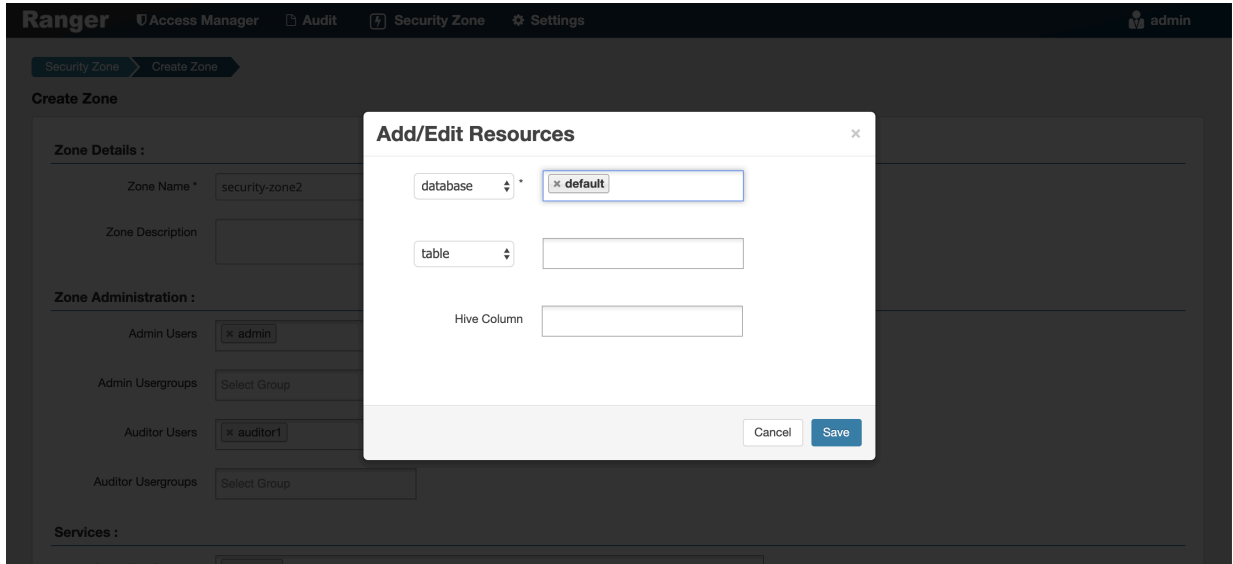 Ranger Access Manager Audit Security Zone Settings admin
Security Zone Create Zone
Create Zone
Add/Edit Resources ×
Zone Details :
database * × default
Zone Name * security-zone2
Zone Description
table
Zone Administration :
Hive Column
Admin Users × admin
Admin Usergroups Select Group
Auditor Users × auditor1
Cancel Save
Auditor Usergroups Select Group
Services :